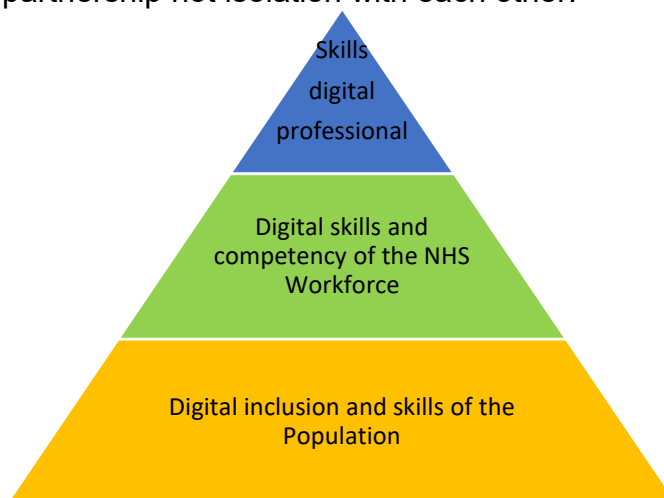 partnership not isolation with each other.
Skills
digital
professional
Digital skills and
competency of the NHS
Workforce
Digital inclusion and skills of the
Population